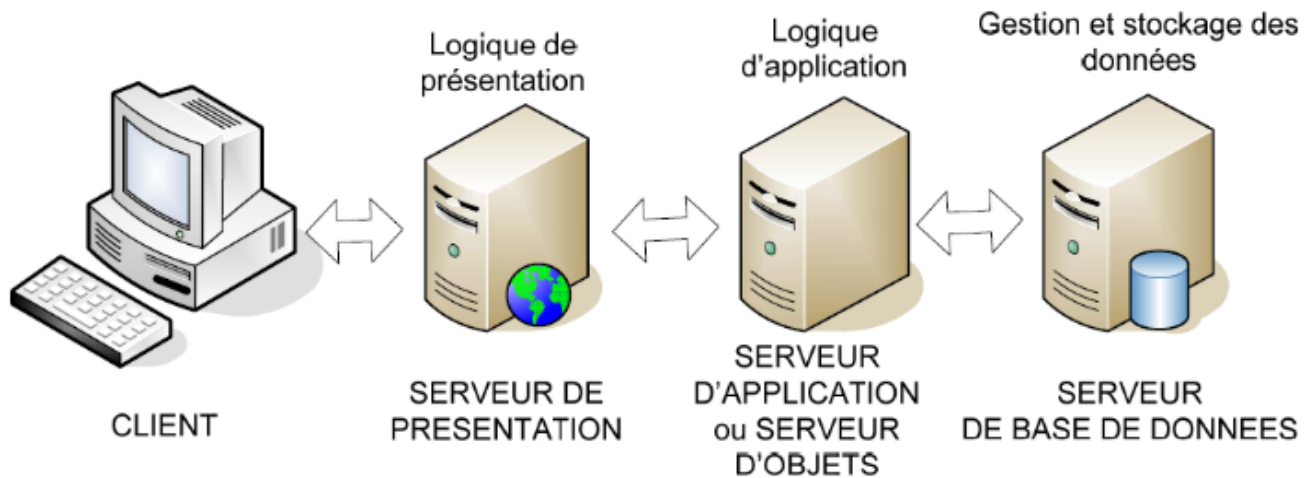 Logique de
présentation
Logique
d'application
Gestion et stockage des
données
CLIENT
SERVEUR DE
PRESENTATION
SERVEUR
D'APPLICATION
ou SERVEUR
D'OBJETS
SERVEUR
DE BASE DE DONNEES